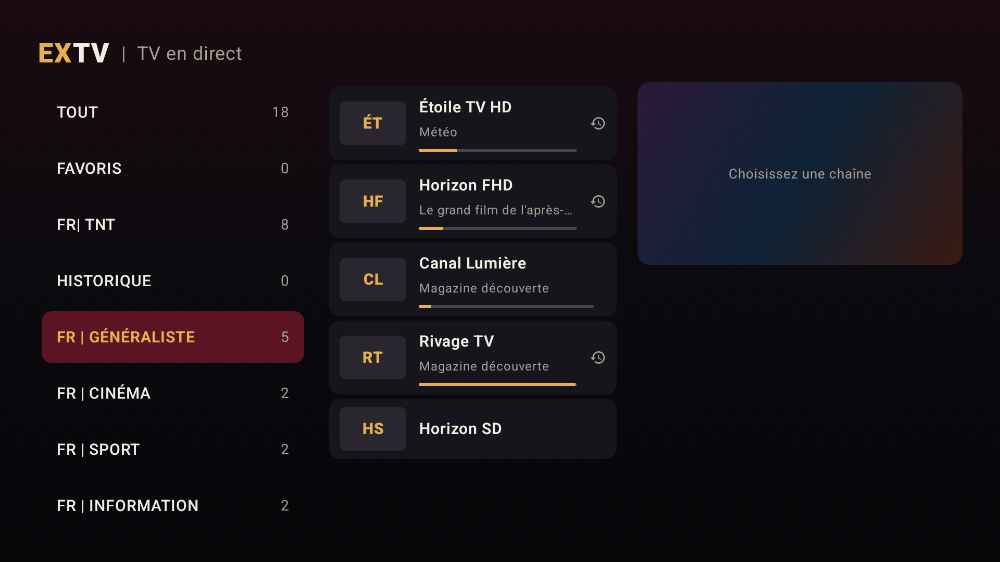 EXTV | TV en direct
TOUT 18
FAVORIS 0
FR| TNT 8
HISTORIQUE 0
FR | GÉNÉRALISTE 5
FR | CINÉMA 2
FR | SPORT 2
FR | INFORMATION 2
ÉT
Étoile TV HD
Météo
HF
Horizon FHD
Le grand film de l'après-...
CL
Canal Lumière
Magazine découverte
RT
Rivage TV
Magazine découverte
HS
Horizon SD
Choisissez une chaîne